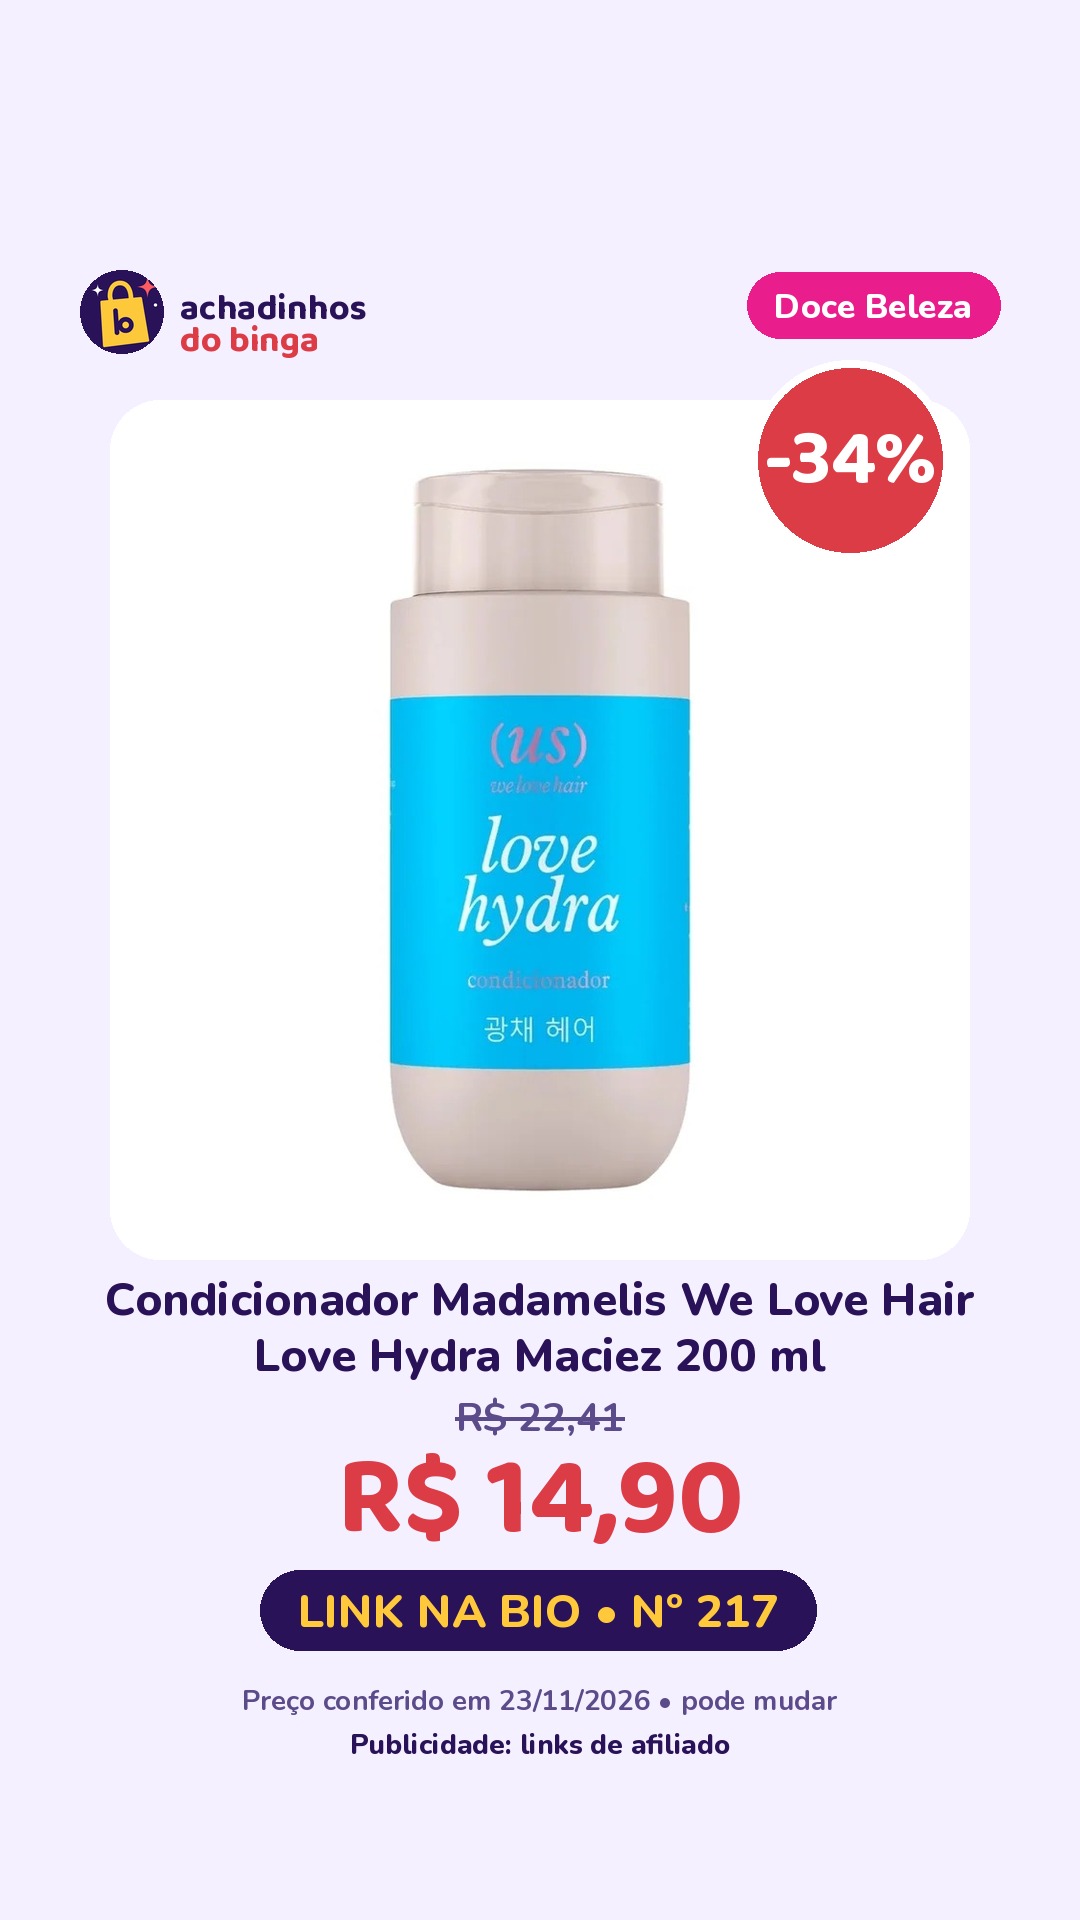 b
achadinhos
do binga
Doce Beleza
-34%
(us)
we love hair
love
hydra
condicionador
광채 헤어
Condicionador Madamelis We Love Hair
Love Hydra Maciez 200 ml
R$ 22,41
R$ 14,90
LINK NA BIO • Nº 217
Preço conferido em 23/11/2026 • pode mudar
Publicidade: links de afiliado